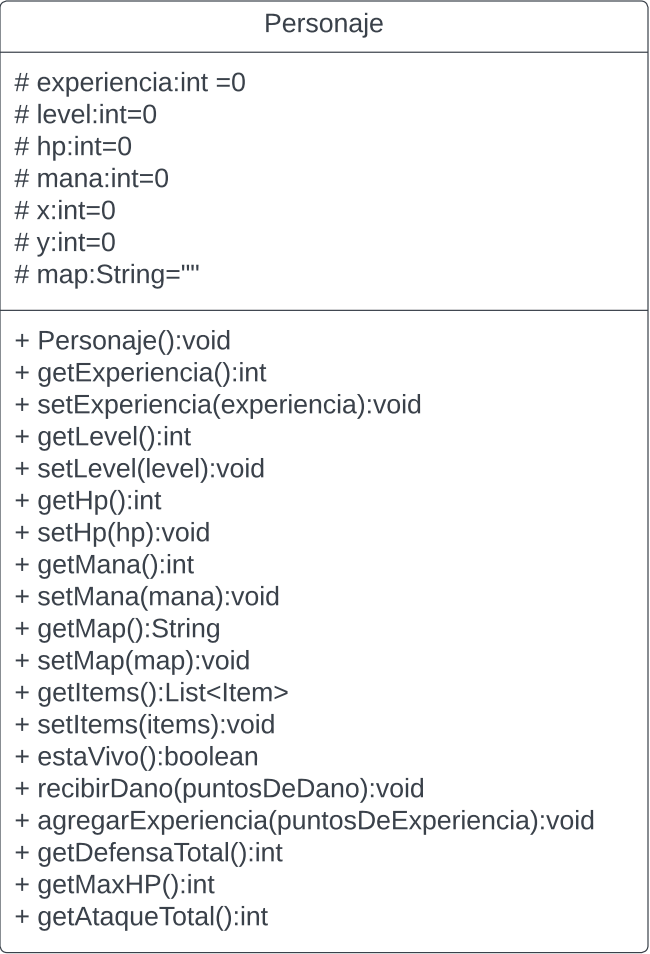 Personaje
# experiencia:int =0
# level:int=0
# hp:int=0
# mana:int=0
# x:int=0
# y:int=0
# map:String=""
+ Personaje():void
+ getExperiencia():int
+ setExperiencia(experiencia):void
+ getLevel():int
+ setLevel(level):void
+ getHp():int
+ setHp(hp):void
+ getMana():int
+ setMana(mana):void
+ getMap():String
+ setMap(map):void
+ getItems():List<Item>
+ setItems(items):void
+ estaVivo():boolean
+ recibirDano(puntosDeDano):void
+ agregarExperiencia(puntosDeExperiencia):void
+ getDefensaTotal():int
+ getMaxHP():int
+ getAtaqueTotal():int